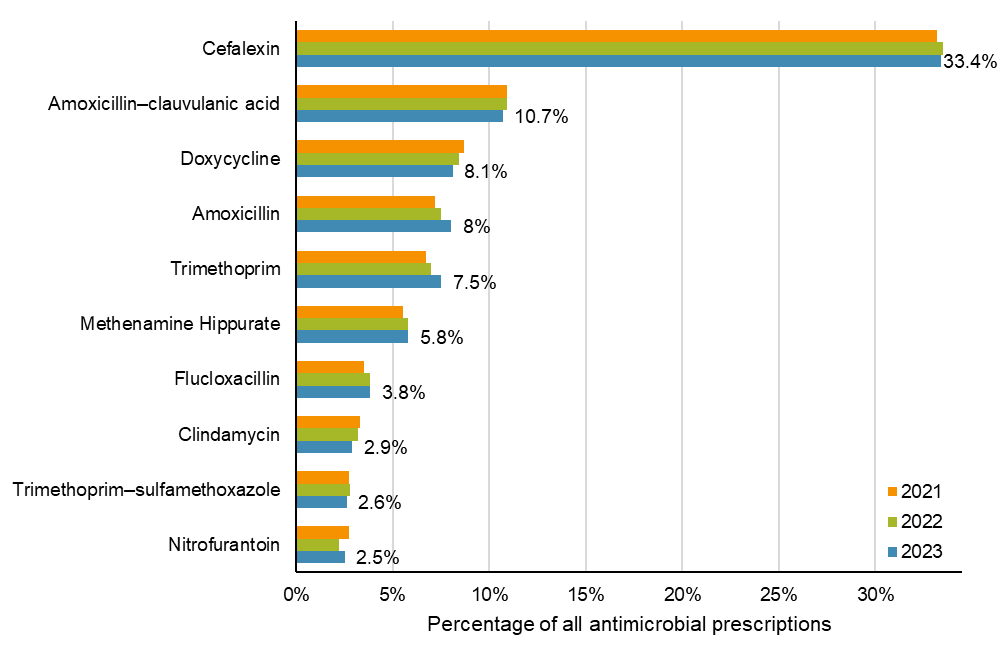 Cefalexin
33.4%
Amoxicillin–clauvulanic acid
10.7%
Doxycycline
8.1%
Amoxicillin
8%
Trimethoprim
7.5%
Methenamine Hippurate
5.8%
Flucloxacillin
3.8%
Clindamycin
2.9%
Trimethoprim–sulfamethoxazole
2.6%
Nitrofurantoin
2.5%
2021
2022
2023
0% 5% 10% 15% 20% 25% 30%
Percentage of all antimicrobial prescriptions